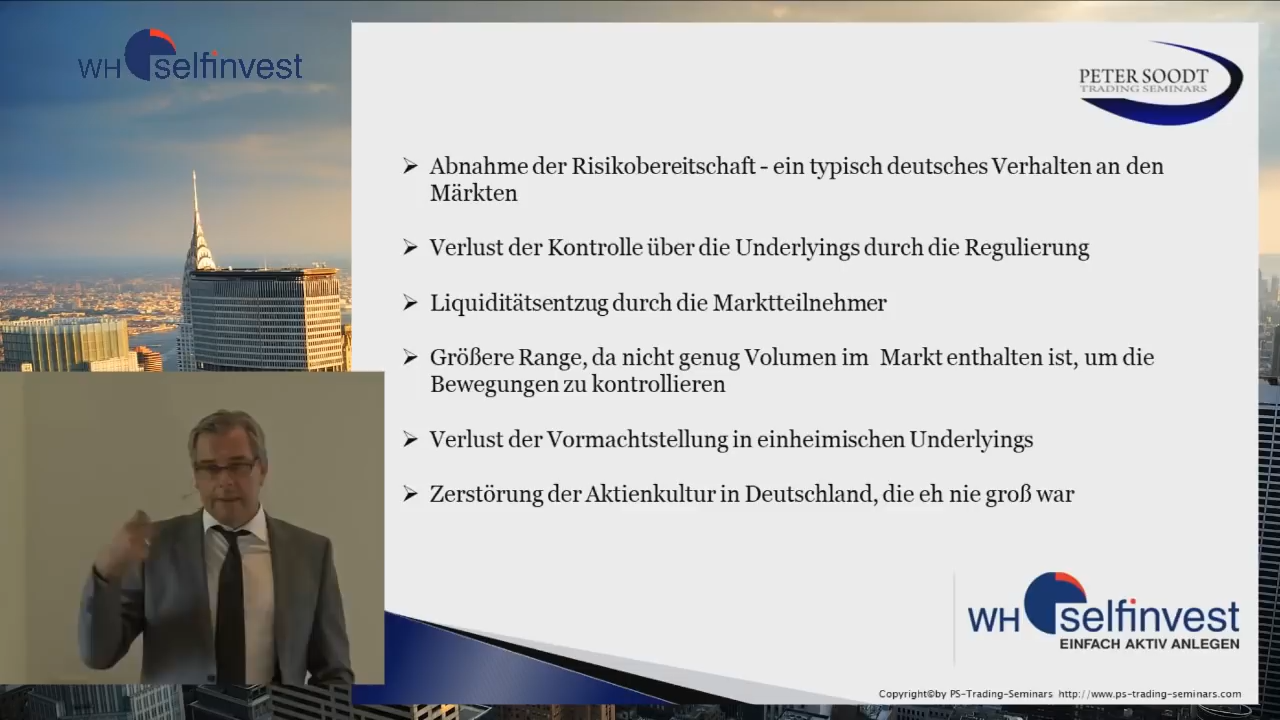 WH selfinvest
PETER SOODT
TRADING SEMINARS
Abnahme der Risikobereitschaft - ein typisch deutsches Verhalten an den
Märkten
Verlust der Kontrolle über die Underlyings durch die Regulierung
Liquiditätsentzug durch die Marktteilnehmer
Größere Range, da nicht genug Volumen im Markt enthalten ist, um die
Bewegungen zu kontrollieren
Verlust der Vormachtstellung in einheimischen Underlyings
Zerstörung der Aktienkultur in Deutschland, die eh nie groß war
WH selfinvest
EINFACH AKTIV ANLEGEN
Copyright©by PS-Trading-Seminars http://www.ps-trading-seminars.com